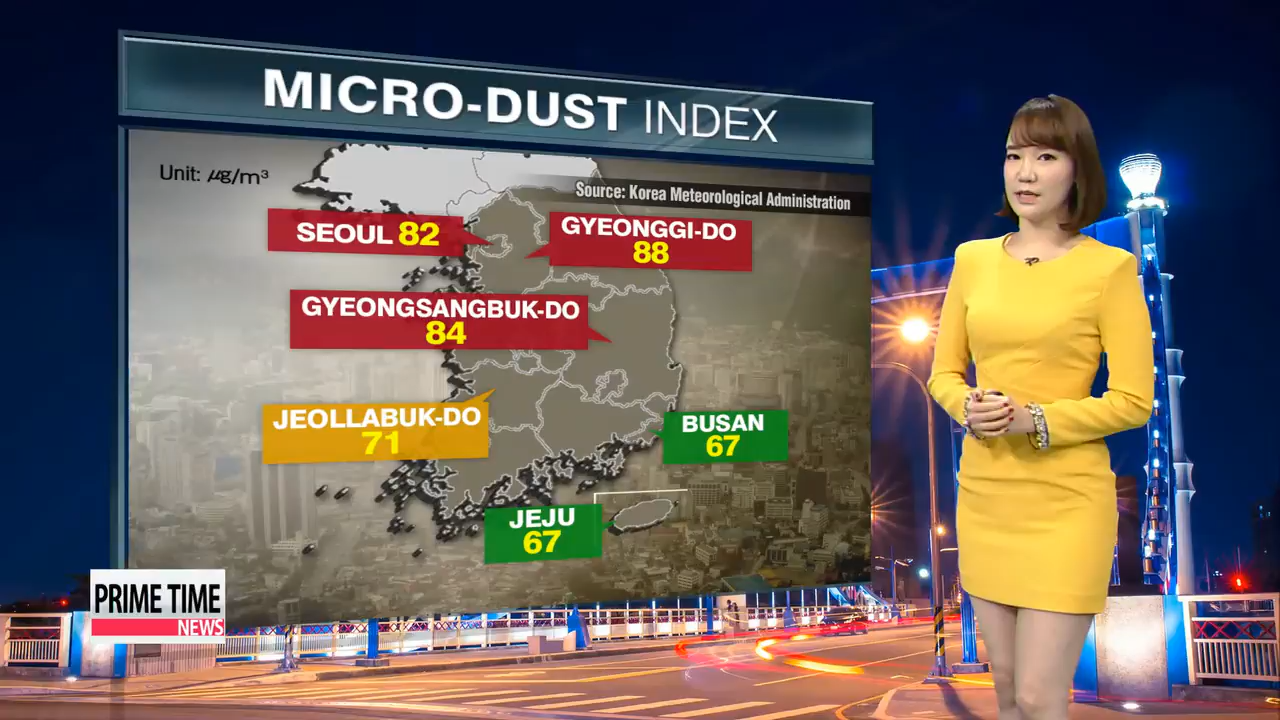 MICRO-DUST INDEX
Unit: ㎍/m³
Source: Korea Meteorological Administration
SEOUL 82
GYEONGGI-DO
88
GYEONGSANGBUK-DO
84
JEOLLABUK-DO
71
BUSAN
67
JEJU
67
PRIME TIME
NEWS